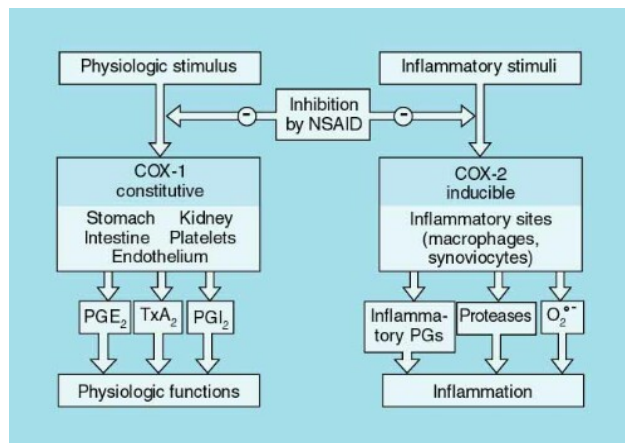 Physiologic stimulus
Inflammatory stimuli
Inhibition
by NSAID
−
−
COX-1
constitutive
Stomach Kidney
Intestine Platelets
Endothelium
COX-2
inducible
Inflammatory sites
(macrophages,
synoviocytes)
PGE₂
TxA₂
PGI₂
Inflamma-
tory PGs
Proteases
O₂°⁻
Physiologic functions
Inflammation